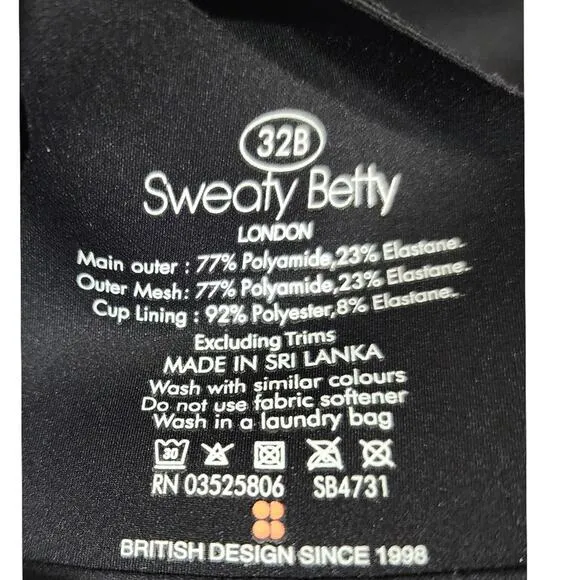 32B
Sweaty Betty
LONDON
Main outer : 77% Polyamide,23% Elastane.
Outer Mesh: 77% Polyamide,23% Elastane.
Cup Lining : 92% Polyester,8% Elastane.
Excluding Trims
MADE IN SRI LANKA
Wash with similar colours
Do not use fabric softener
Wash in a laundry bag
30
RN 03525806 SB4731
BRITISH DESIGN SINCE 1998